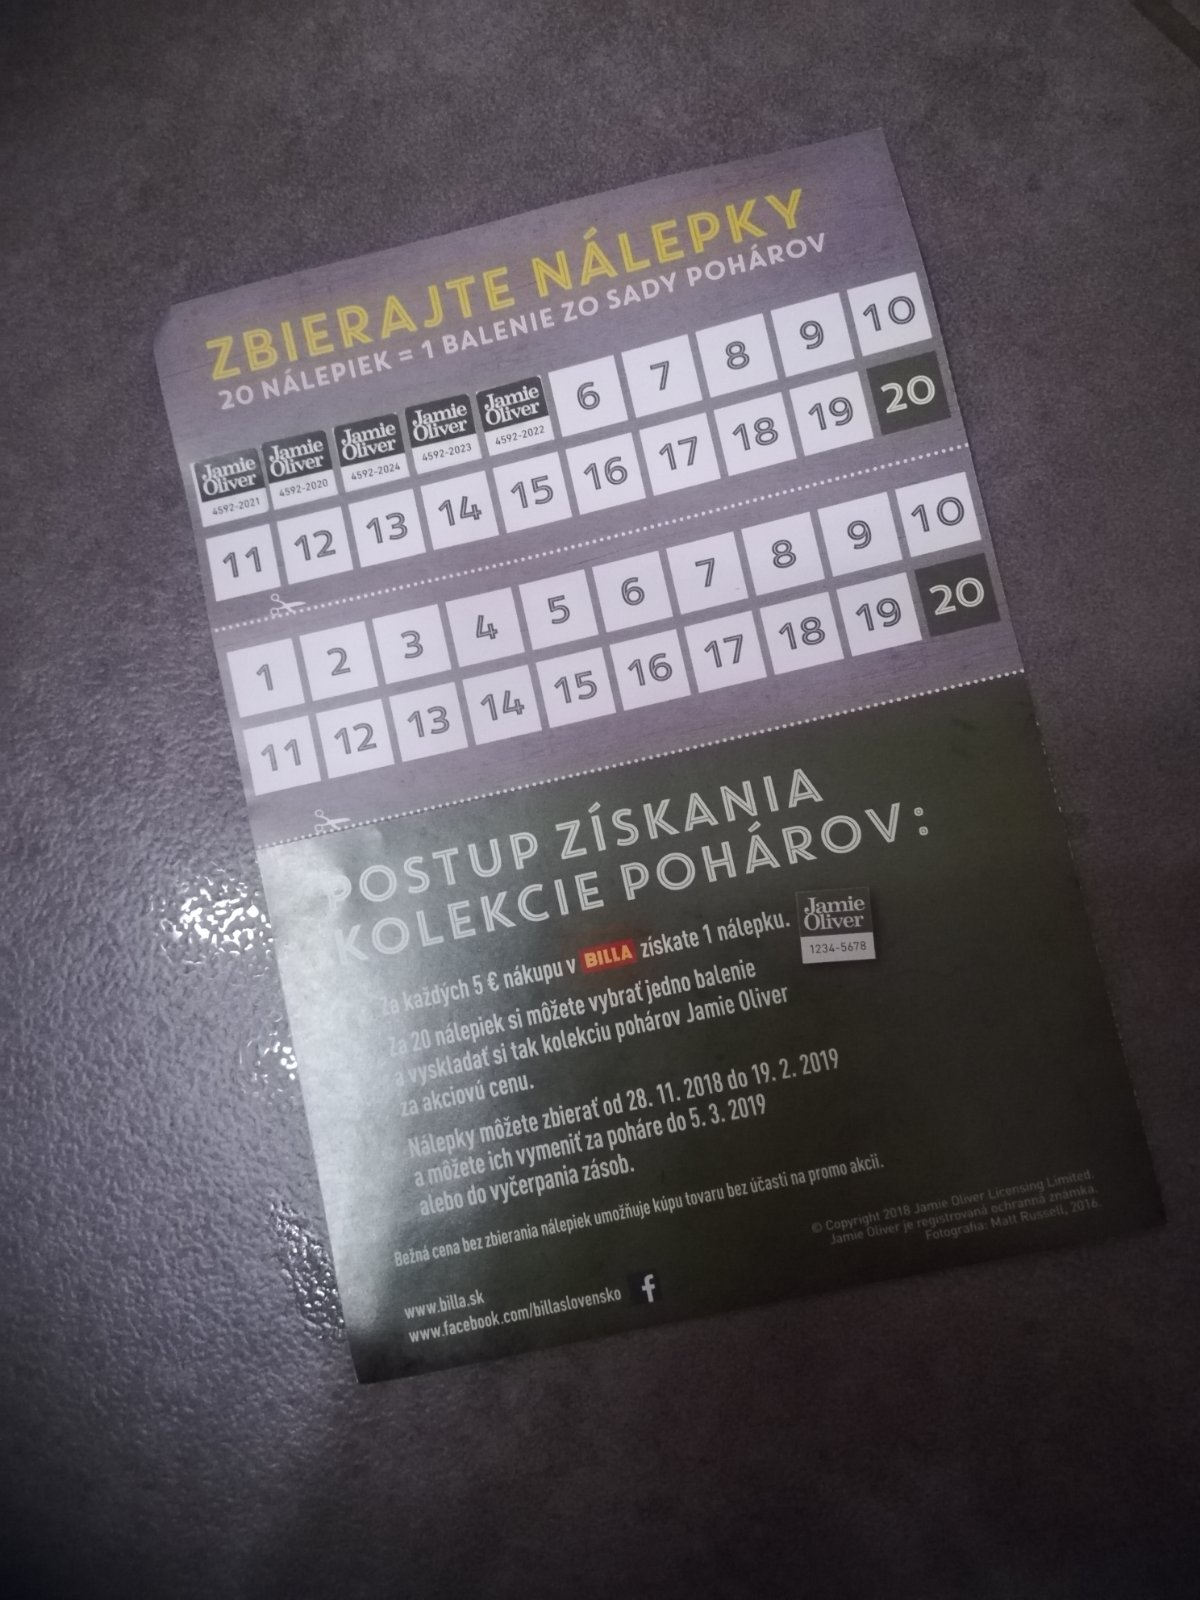 ZBIERAJTE NÁLEPKY
20 NÁLEPIEK = 1 BALENIE ZO SADY POHÁROV
Jamie Oliver 4592-2021 Jamie Oliver 4592-2020 Jamie Oliver 4592-2024 Jamie Oliver 4592-2023 Jamie Oliver 4592-2022 6 7 8 9 10
11 12 13 14 15 16 17 18 19 20
1 2 3 4 5 6 7 8 9 10
11 12 13 14 15 16 17 18 19 20
POSTUP ZÍSKANIA
KOLEKCIE POHÁROV:
Za každých 5 € nákupu v BILLA získate 1 nálepku.
Jamie
Oliver
1234-5678
Za 20 nálepiek si môžete vybrať jedno balenie
a vyskladať si tak kolekciu pohárov Jamie Oliver
za akciovú cenu.
Nálepky môžete zbierať od 28. 11. 2018 do 19. 2. 2019
a môžete ich vymeniť za poháre do 5. 3. 2019
alebo do vyčerpania zásob.
Bežná cena bez zbierania nálepiek umožňuje kúpu tovaru bez účasti na promo akcii.
© Copyright 2018 Jamie Oliver Licensing Limited.
Jamie Oliver je registrovaná ochranná známka.
Fotografia: Matt Russell, 2016.
www.billa.sk
www.facebook.com/billaslovensko f